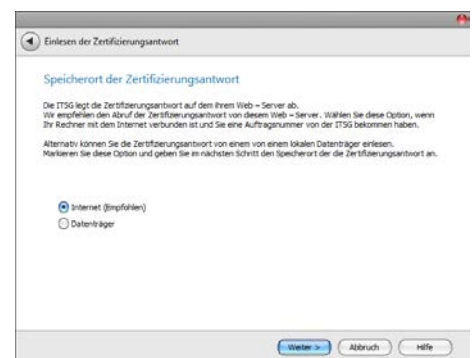 Einlesen der Zertifizierungsantwort
Speicherort der Zertifizierungsantwort
Die ITSG legt die Zertifizierungsantwort auf dem ihrem Web – Server ab.
Wir empfehlen den Abruf der Zertifizierungsantwort von diesem Web – Server. Wählen Sie diese Option, wenn
Ihr Rechner mit dem Internet verbunden ist und Sie eine Auftragsnummer von der ITSG bekommen haben.
Alternativ können Sie die Zertifizierungsantwort von einem von einem lokalen Datenträger einlesen.
Markieren Sie diese Option und geben Sie im nächsten Schritt den Speicherort der die Zertifizierungsantwort an.
Internet (Empfohlen)
Datenträger
Weiter >
Abbruch
Hilfe